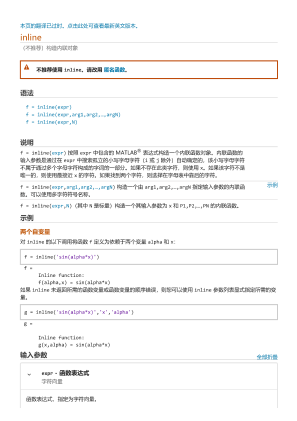 本页的翻译已过时。点击此处可查看最新英文版本。
inline
（不推荐）构造内联对象
不推荐使用 inline。请改用 匿名函数。
语法
f = inline(expr)
f = inline(expr,arg1,arg2,…,argN)
f = inline(expr,N)
说明
f = inline(expr) 按照 expr 中包含的 MATLAB® 表达式构造一个内联函数对象。内联函数的
输入参数是通过在 expr 中搜索孤立的小写字母字符（i 或 j 除外）自动确定的，该小写字母字符
不属于通过多个字母字符构成的字词的一部分。如果不存在此类字符，则使用 x。如果该字符不是
唯一的，则使用最接近 x 的字符。如果找到两个字符，则选择在字母表中靠后的字符。
示例
f = inline(expr,arg1,arg2,…,argN) 构造一个由 arg1,arg2,…,argN 指定输入参数的内联函
数。可以使用多字符符号名称。
f = inline(expr,N)（其中 N 是标量）构造一个其输入参数为 x 和 P1,P2,…,PN 的内联函数。
示例
两个自变量
对 inline 的以下调用将函数 f 定义为依赖于两个变量 alpha 和 x：
f = inline('sin(alpha*x)')
f =
Inline function:
f(alpha,x) = sin(alpha*x)
如果 inline 未返回所需的函数变量或函数变量的顺序错误，则您可以使用 inline 参数列表显式指定所需的变
量。
g = inline('sin(alpha*x)','x','alpha')
g =
Inline function:
g(x,alpha) = sin(alpha*x)
输入参数
全部折叠
expr - 函数表达式
字符向量
函数表达式，指定为字符向量。